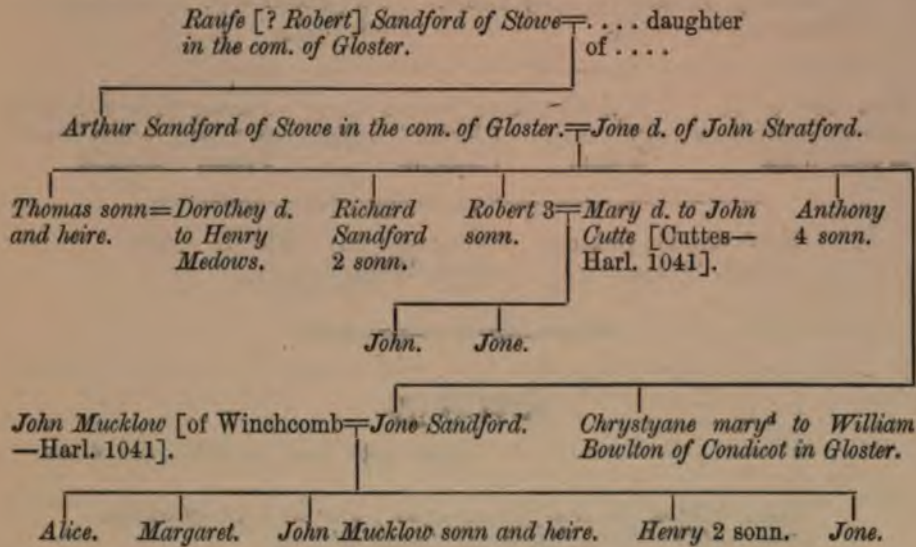 Raufe [? Robert] Sandford of Stowe=. . . . daughter
in the com. of Gloster. of . . . .
Arthur Sandford of Stowe in the com. of Gloster.=Jone d. of John Stratford.
Thomas sonn=Dorothey d. Richard Robert 3=Mary d. to John Anthony
and heire. to Henry Sandford sonn. Cutte [Cuttes— 4 sonn.
Medows. 2 sonn. Harl. 1041].
John. Jone.
John Mucklow [of Winchcomb=Jone Sandford. Chrystyane maryd to William
—Harl. 1041]. Bowlton of Condicot in Gloster.
Alice. Margaret. John Mucklow sonn and heire. Henry 2 sonn. Jone.